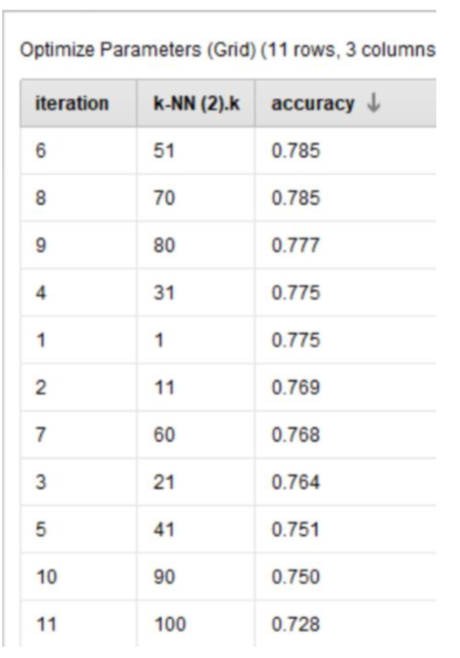 Optimize Parameters (Grid) (11 rows, 3 columns
iteration k-NN (2).k accuracy ↓
6 51 0.785
8 70 0.785
9 80 0.777
4 31 0.775
1 1 0.775
2 11 0.769
7 60 0.768
3 21 0.764
5 41 0.751
10 90 0.750
11 100 0.728